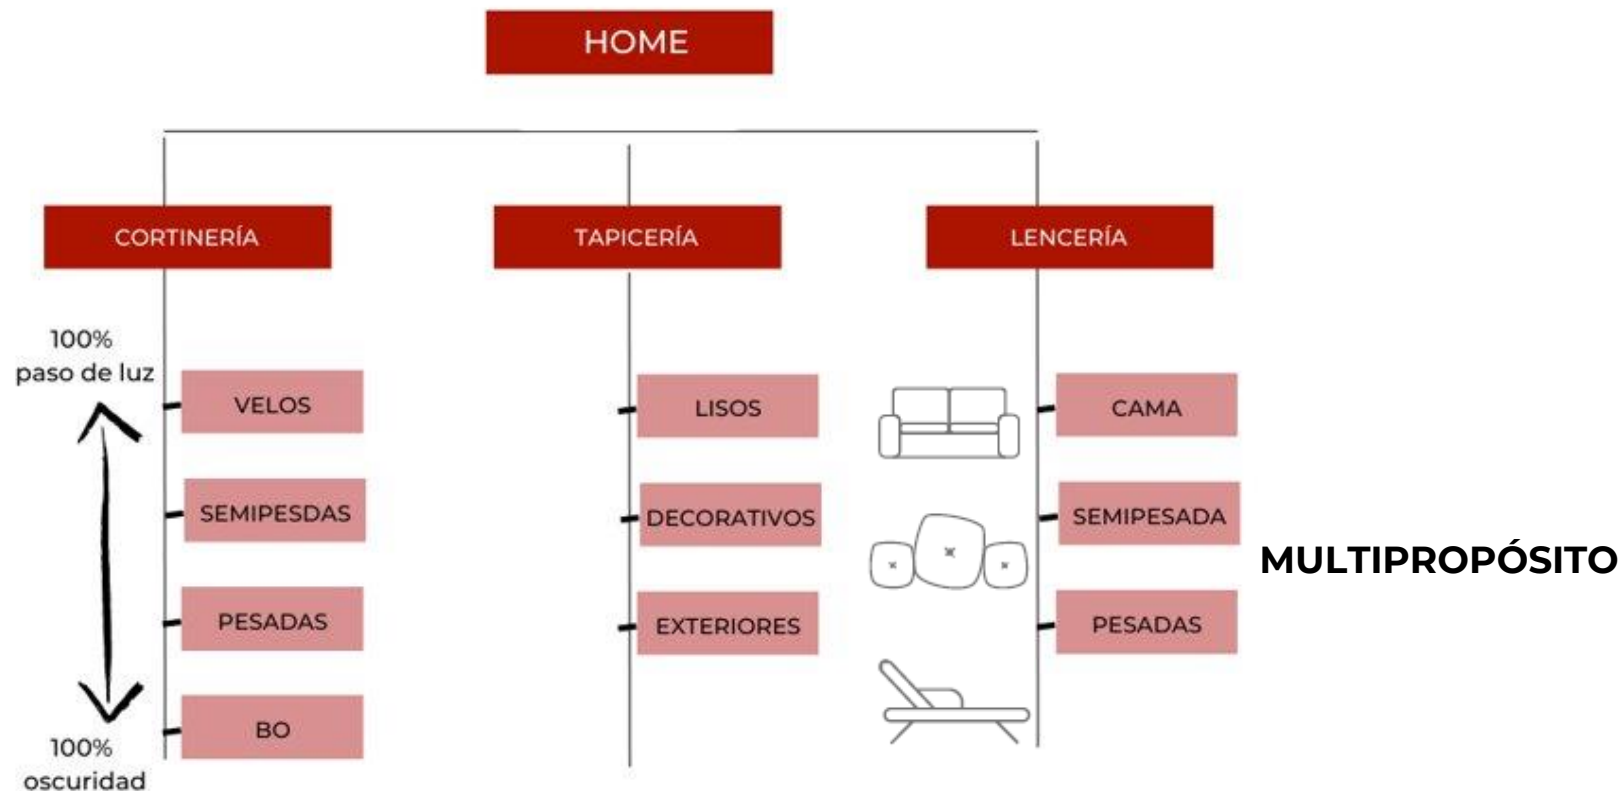 HOME
CORTINERÍA
TAPICERÍA
LENCERÍA
100%
paso de luz
VELOS
SEMIPESDAS
PESADAS
BO
100%
oscuridad
LISOS
DECORATIVOS
EXTERIORES
CAMA
SEMIPESADA
PESADAS
MULTIPROPÓSITO